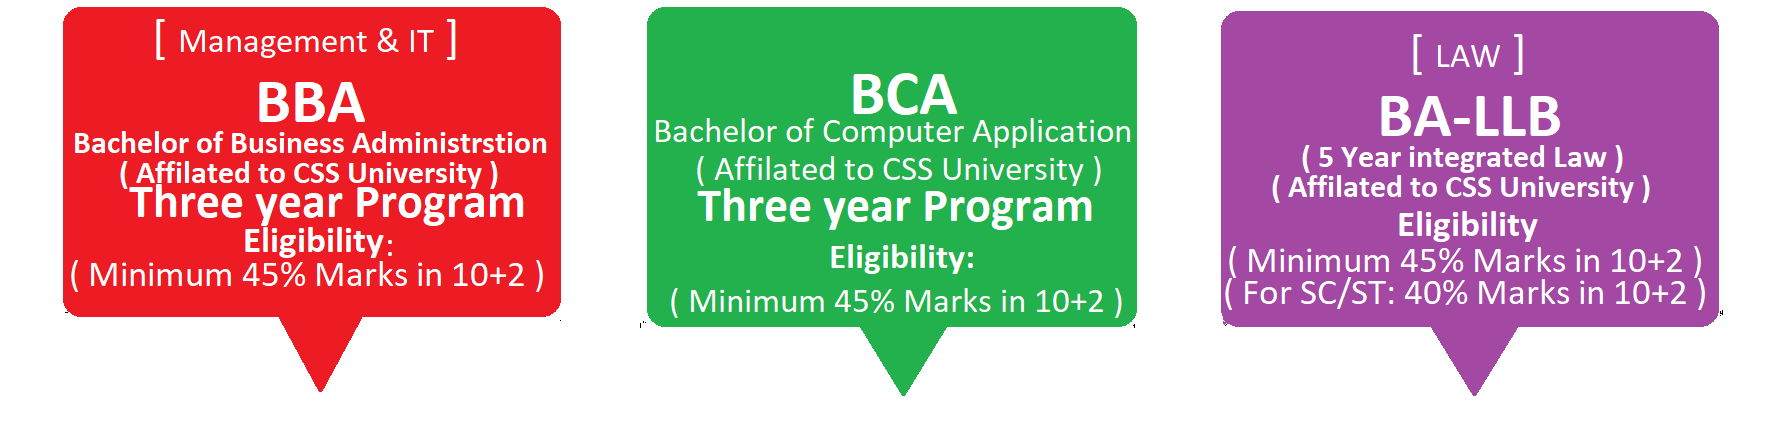 [ Management & IT ]
BBA
Bachelor of Business Administrstion
( Affilated to CSS University )
Three year Program
Eligibility:
( Minimum 45% Marks in 10+2 )
BCA
Bachelor of Computer Application
( Affilated to CSS University )
Three year Program
Eligibility:
( Minimum 45% Marks in 10+2 )
[ LAW ]
BA-LLB
( 5 Year integrated Law )
( Affilated to CSS University )
Eligibility
( Minimum 45% Marks in 10+2 )
( For SC/ST: 40% Marks in 10+2 )